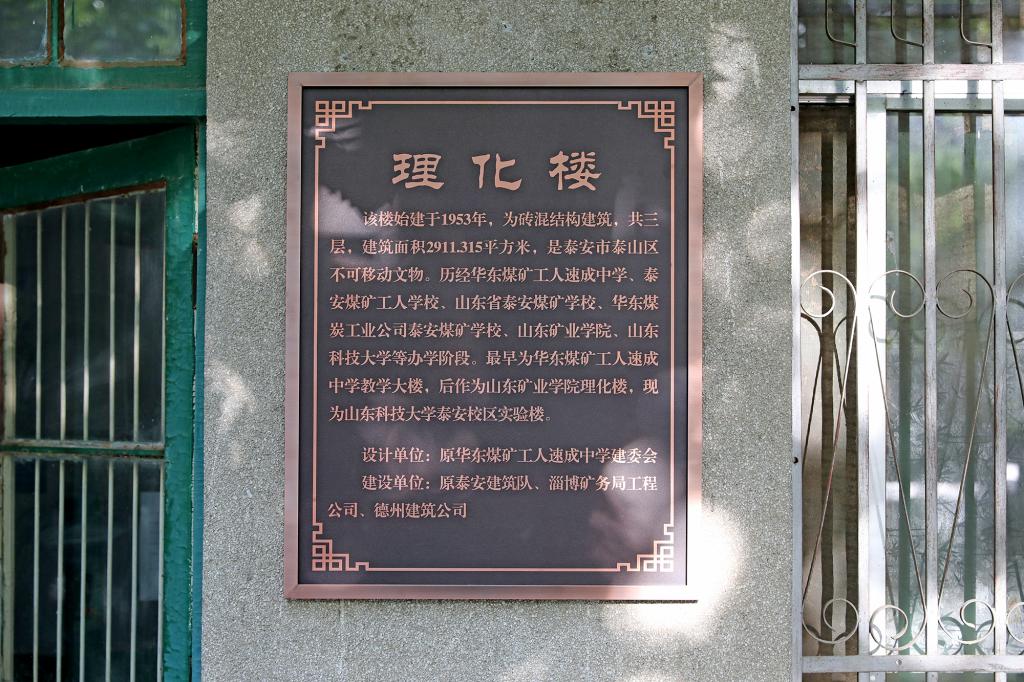 理化楼
该楼始建于1953年，为砖混结构建筑，共三
层，建筑面积2911.315平方米，是泰安市泰山区
不可移动文物。历经华东煤矿工人速成中学、泰
安煤矿工人学校、山东省泰安煤矿学校、华东煤
炭工业公司泰安煤矿学校、山东矿业学院、山东
科技大学等办学阶段。最早为华东煤矿工人速成
中学教学大楼，后作为山东矿业学院理化楼，现
为山东科技大学泰安校区实验楼。
设计单位：原华东煤矿工人速成中学建委会
建设单位：原泰安建筑队、淄博矿务局工程
公司、德州建筑公司